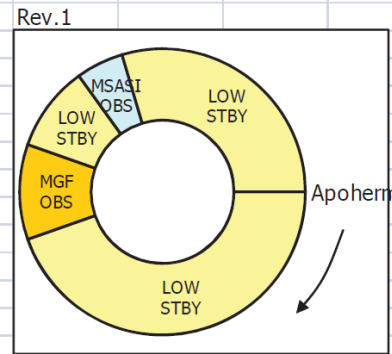 Rev.1
MSASI
OBS
LOW
STBY
LOW
STBY
MGF
OBS
Apoherm
LOW
STBY